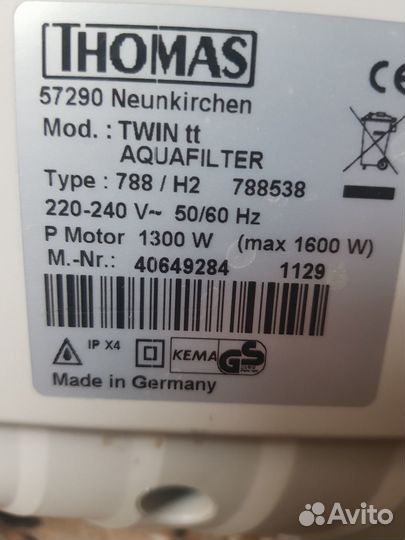 THOMAS
CE
57290 Neunkirchen
Mod. : TWIN tt
AQUAFILTER
Type : 788 / H2 788538
220-240 V~ 50/60 Hz
P Motor 1300 W (max 1600 W)
M.-Nr.: 40649284 1129
IP X4 KEMA GS
Made in Germany
Avito